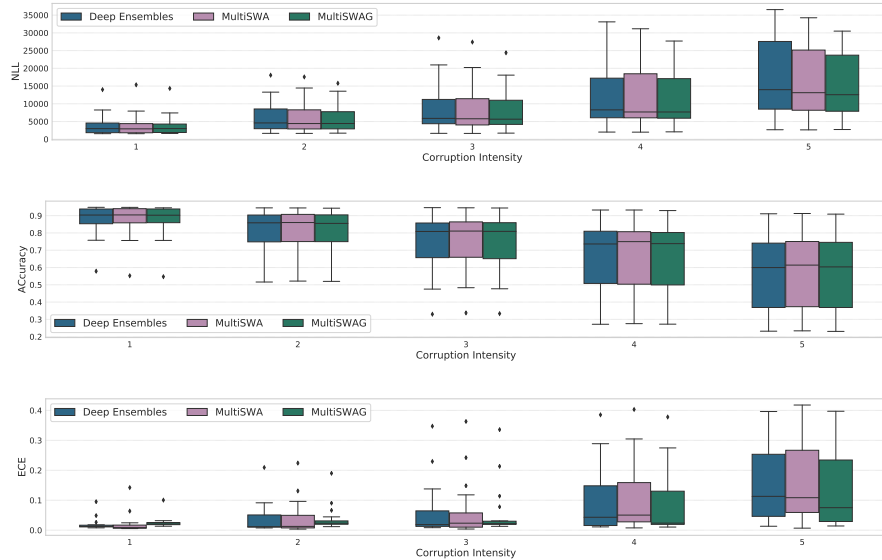 35000
30000
25000
20000
15000
10000
5000
0
NLL
Deep Ensembles MultiSWA MultiSWAG
1 2 3 4 5
Corruption Intensity
0.9
0.8
0.7
0.6
0.5
0.4
0.3
0.2
ACcuracy
Deep Ensembles MultiSWA MultiSWAG
1 2 3 4 5
Corruption Intensity
0.4
0.3
0.2
0.1
0.0
ECE
Deep Ensembles MultiSWA MultiSWAG
1 2 3 4 5
Corruption Intensity